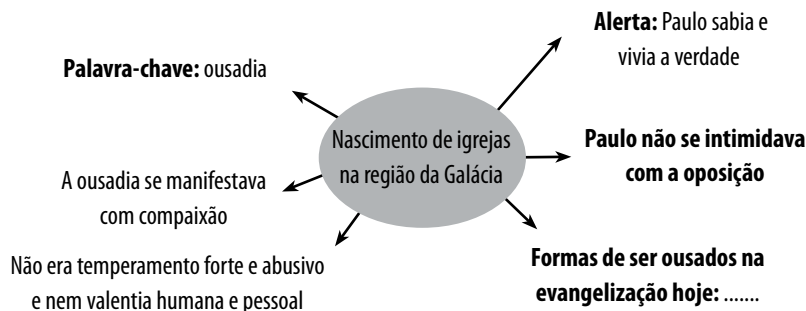 Alerta: Paulo sabia e
vivia a verdade
Palavra-chave: ousadia
Nascimento de igrejas
na região da Galácia
Paulo não se intimidava
com a oposição
A ousadia se manifestava
com compaixão
Não era temperamento forte e abusivo
e nem valentia humana e pessoal
Formas de ser ousados na
evangelização hoje: .......